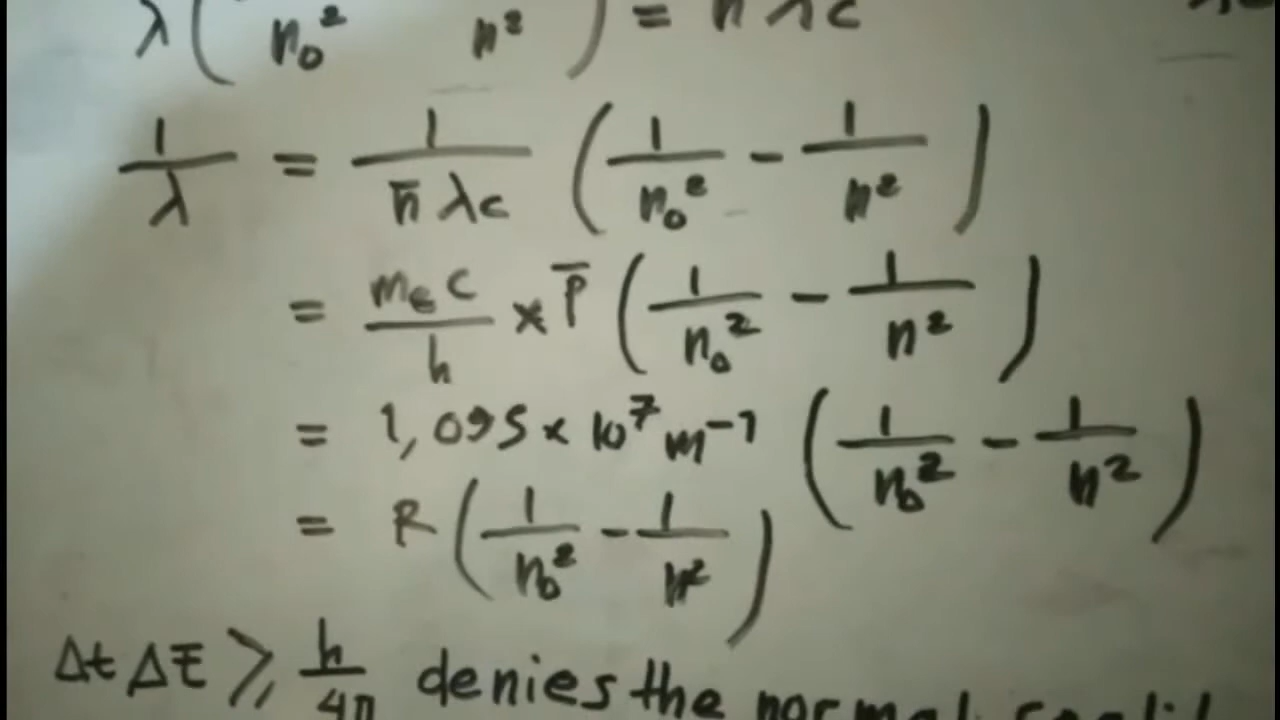 λ( n₀² n² ) = n̅ λc
1/λ = 1/(n̅ λc) (1/n₀² - 1/n²)
= mₑc/h × P̅ (1/n₀² - 1/n²)
= 1,095 × 10⁷ m⁻¹ (1/n₀² - 1/n²)
= R (1/n₀² - 1/n²)
Δt ΔE ⩾ h/4π denies the normal